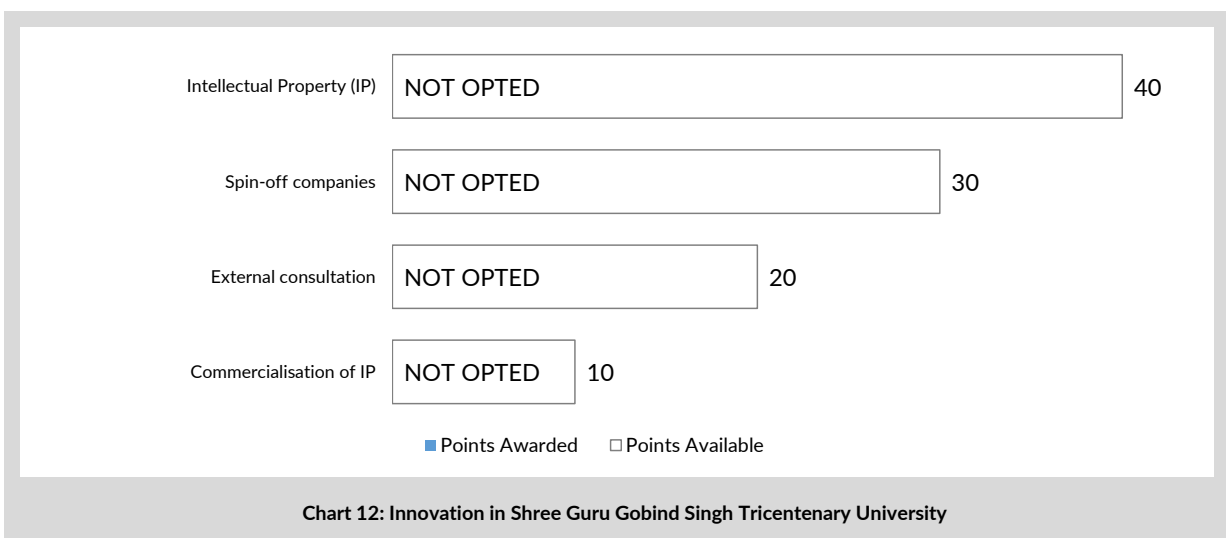 Intellectual Property (IP) NOT OPTED 40
Spin-off companies NOT OPTED 30
External consultation NOT OPTED 20
Commercialisation of IP NOT OPTED 10
Points Awarded Points Available
Chart 12: Innovation in Shree Guru Gobind Singh Tricentenary University